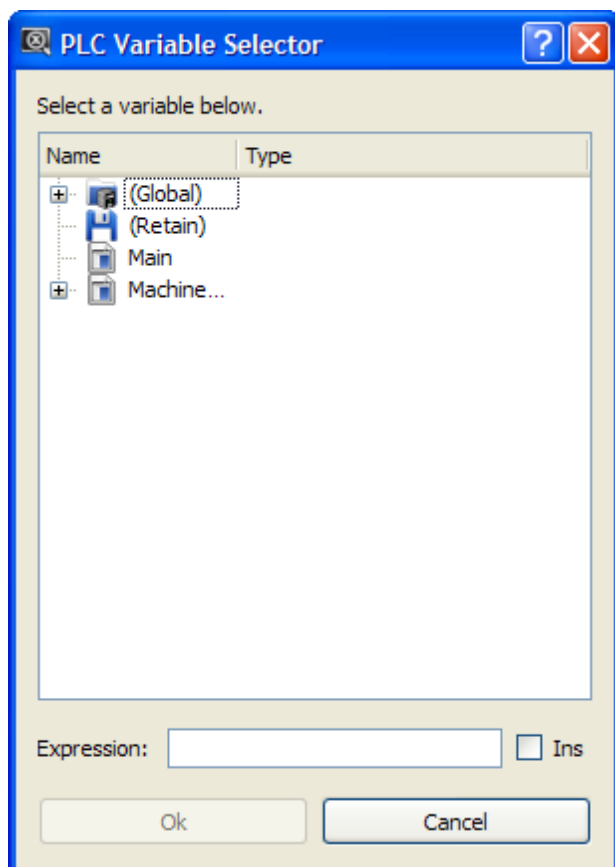 PLC Variable Selector
Select a variable below.
Name Type
(Global)
(Retain)
Main
Machine...
Expression: Ins
Ok Cancel